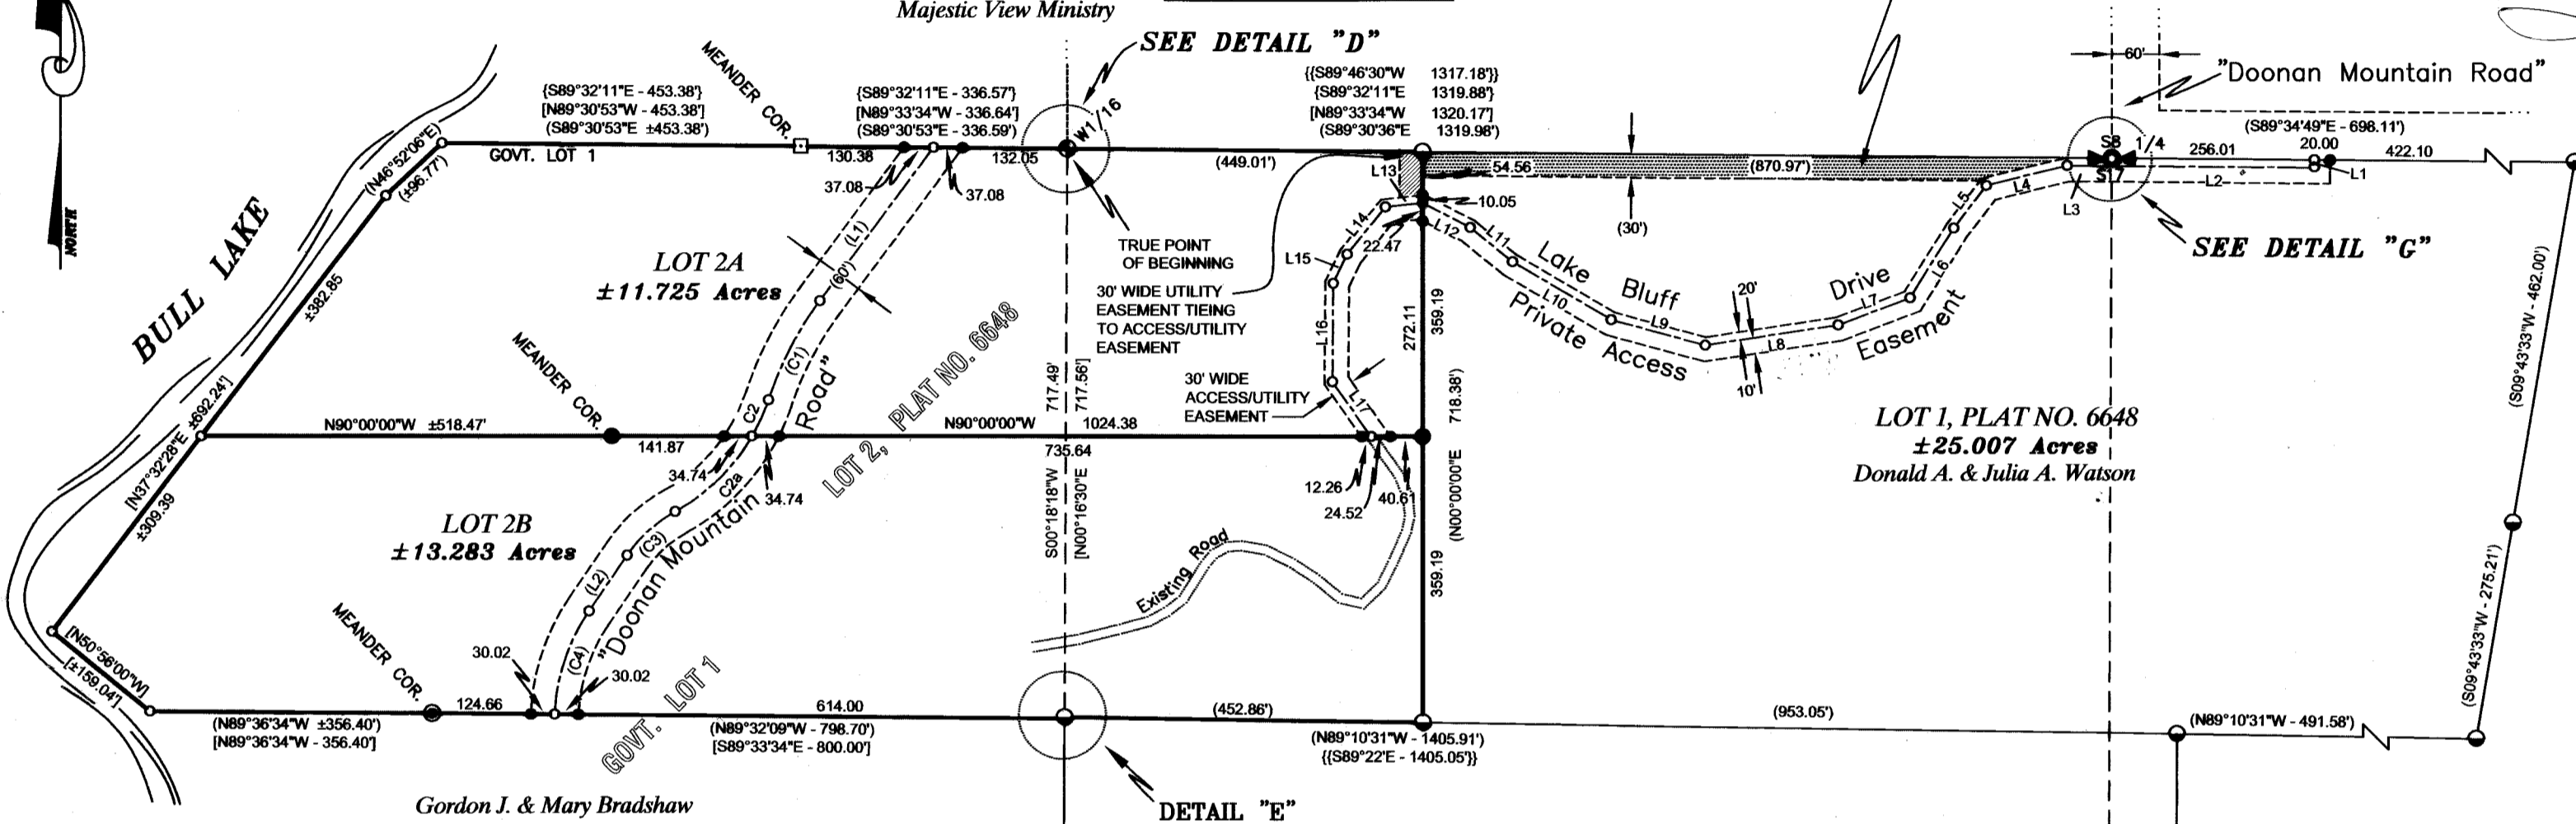 Majestic View Ministry
SEE DETAIL "D"
60'
"Doonan Mountain Road"
NORTH
BULL LAKE
{S89°32'11"E - 453.38'}
[N89°30'53"W - 453.38']
(S89°30'53"E ±453.38')
GOVT. LOT 1
MEANDER COR.
{S89°32'11"E - 336.57'}
[N89°33'34"W - 336.64']
(S89°30'53"E - 336.59')
130.38
37.08
37.08
132.05
W1/16
{{S89°46'30"W 1317.18'}}
{S89°32'11"E 1319.88'}
[N89°33'34"W 1320.17']
(S89°30'36"E 1319.98')
(449.01')
L13
54.56
(870.97')
(30')
S8 1/4
S17
(S89°34'49"E - 698.11')
256.01
20.00
422.10
L1
L2
L3
L4
L5
L6
L7
L8
L9
L10
L11
L12
10.05
22.47
L14
L15
L16
L17
SEE DETAIL "G"
(N46°52'06"E)
(±96.77')
±382.85
[N37°32'28"E ±692.24']
±309.39
LOT 2A
±11.725 Acres
(L1)
(60')
(C1)
C2
TRUE POINT
OF BEGINNING
30' WIDE UTILITY
EASEMENT TIEING
TO ACCESS/UTILITY
EASEMENT
30' WIDE
ACCESS/UTILITY
EASEMENT
Lake Bluff Drive
Private Access Easement
20'
10'
272.11
359.19
718.38')
(N00°00'00"E
359.19
LOT 1, PLAT NO. 6648
±25.007 Acres
Donald A. & Julia A. Watson
(S09°43'33"W - 462.00')
(S09°43'33"W - 275.21')
MEANDER COR.
N90°00'00"W ±518.47'
141.87
34.74
34.74
C2a
LOT 2, PLAT NO. 6648
717.49'
717.56']
S00°18'18"W
[N00°16'30"E
N90°00'00"W 1024.38
735.64
12.26
24.52
40.61
Existing Road
LOT 2B
±13.283 Acres
(C3)
(L2)
(C4)
"Doonan Mountain Road"
[N50°56'00"W]
[±159.04']
MEANDER COR.
30.02
30.02
124.66
(N89°36'34"W ±356.40')
[N89°36'34"W - 356.40']
GOVT. LOT 1
614.00
(N89°32'09"W - 798.70')
[S89°33'34"E - 800.00']
(452.86')
(N89°10'31"W - 1405.91')
{{S89°22'E - 1405.05'}}
(953.05')
(N89°10'31"W - 491.58')
Gordon J. & Mary Bradshaw
DETAIL "E"